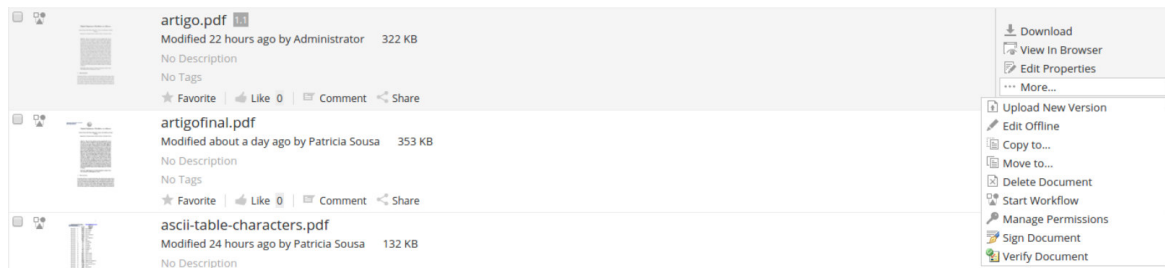 artigo.pdf 1.1
Modified 22 hours ago by Administrator 322 KB
No Description
No Tags
Favorite Like 0 Comment Share
artigofinal.pdf
Modified about a day ago by Patricia Sousa 353 KB
No Description
No Tags
Favorite Like 0 Comment Share
ascii-table-characters.pdf
Modified 24 hours ago by Patricia Sousa 132 KB
No Description
Download
View In Browser
Edit Properties
More...
Upload New Version
Edit Offline
Copy to...
Move to...
Delete Document
Start Workflow
Manage Permissions
Sign Document
Verify Document